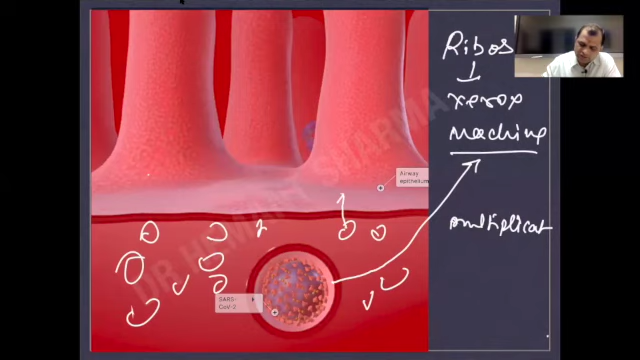 Ribos
xerox
machine
Airway
epithelium
multiplicat
SARS-
CoV-2